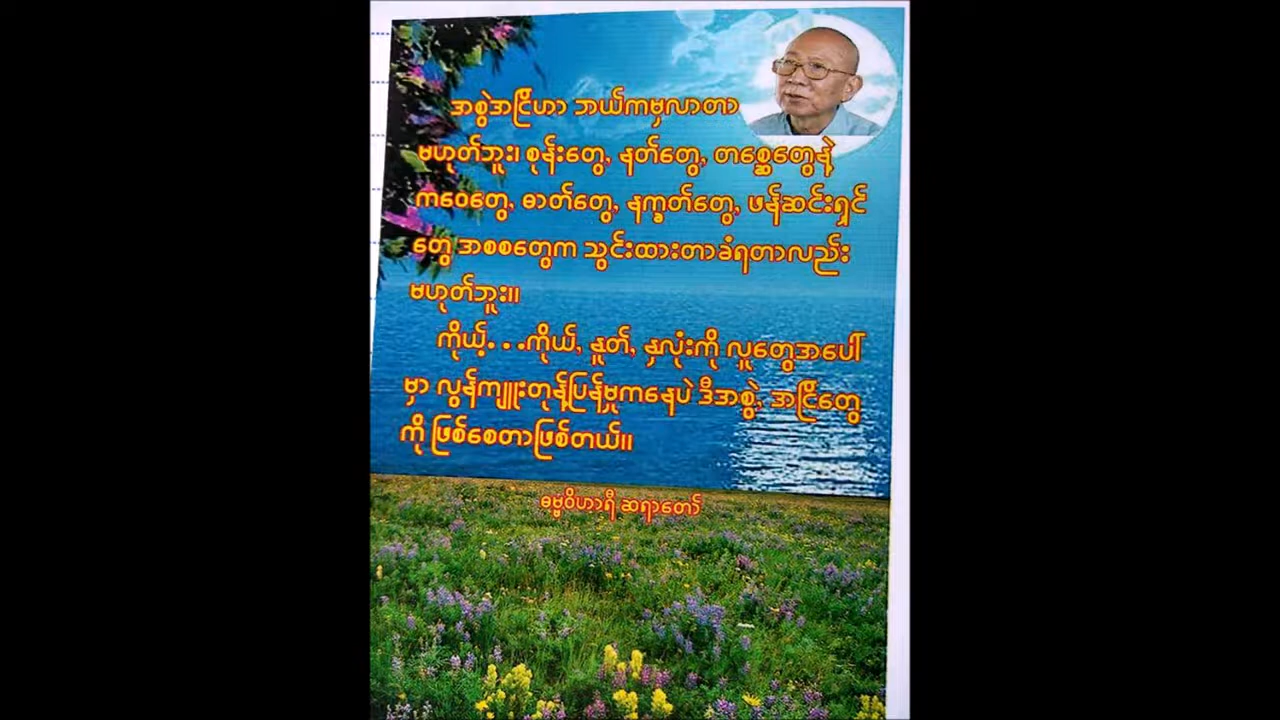 အစွဲအငြိဟာ ဘယ်ကမှလာတာ
မဟုတ်ဘူး၊ စုန်းတွေ, နတ်တွေ, တစ္ဆေတွေနဲ့
ကဝေတွေ, ဓာတ်တွေ, နက္ခတ်တွေ, ဖန်ဆင်းရှင်
တွေ အစစတွေက သွင်းထားတာခံရတာလည်း
မဟုတ်ဘူး။
ကိုယ့်. . .ကိုယ်, နှုတ်, နှလုံးကို လူတွေအပေါ်
မှာ လွန်ကျူးတုန့်ပြန်မှုကနေပဲ ဒီအစွဲ, အငြိတွေ
ကို ဖြစ်စေတာဖြစ်တယ်။
ဓမ္မဝိဟာရီ ဆရာတော်